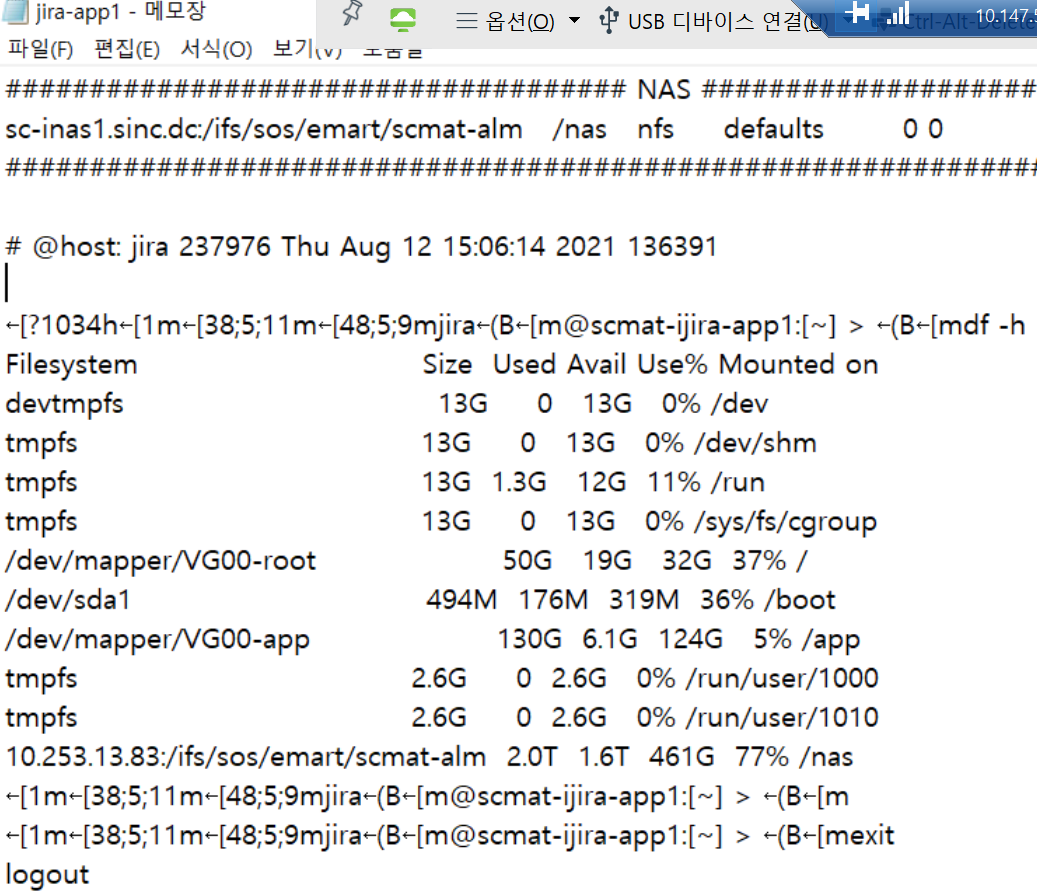 jira-app1 - 메모장
옵션(O) USB 디바이스 연결(U) Ctrl-Alt-Delete 10.147.
파일(F) 편집(E) 서식(O) 보기(V) 도움말
##################################### NAS ####################
sc-inas1.sinc.dc:/ifs/sos/emart/scmat-alm /nas nfs defaults 0 0
##############################################################
# @host: jira 237976 Thu Aug 12 15:06:14 2021 136391
←[?1034h←[1m←[38;5;11m←[48;5;9mjira←(B←[m@scmat-ijira-app1:[~] > ←(B←[mdf -h
Filesystem Size Used Avail Use% Mounted on
devtmpfs 13G 0 13G 0% /dev
tmpfs 13G 0 13G 0% /dev/shm
tmpfs 13G 1.3G 12G 11% /run
tmpfs 13G 0 13G 0% /sys/fs/cgroup
/dev/mapper/VG00-root 50G 19G 32G 37% /
/dev/sda1 494M 176M 319M 36% /boot
/dev/mapper/VG00-app 130G 6.1G 124G 5% /app
tmpfs 2.6G 0 2.6G 0% /run/user/1000
tmpfs 2.6G 0 2.6G 0% /run/user/1010
10.253.13.83:/ifs/sos/emart/scmat-alm 2.0T 1.6T 461G 77% /nas
←[1m←[38;5;11m←[48;5;9mjira←(B←[m@scmat-ijira-app1:[~] > ←(B←[m
←[1m←[38;5;11m←[48;5;9mjira←(B←[m@scmat-ijira-app1:[~] > ←(B←[mexit
logout